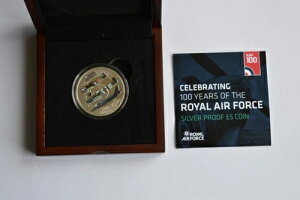 RAF
100
CELEBRATING
100 YEARS OF THE
ROYAL AIR FORCE
SILVER PROOF £5 COIN
ROYAL
AIR FORCE